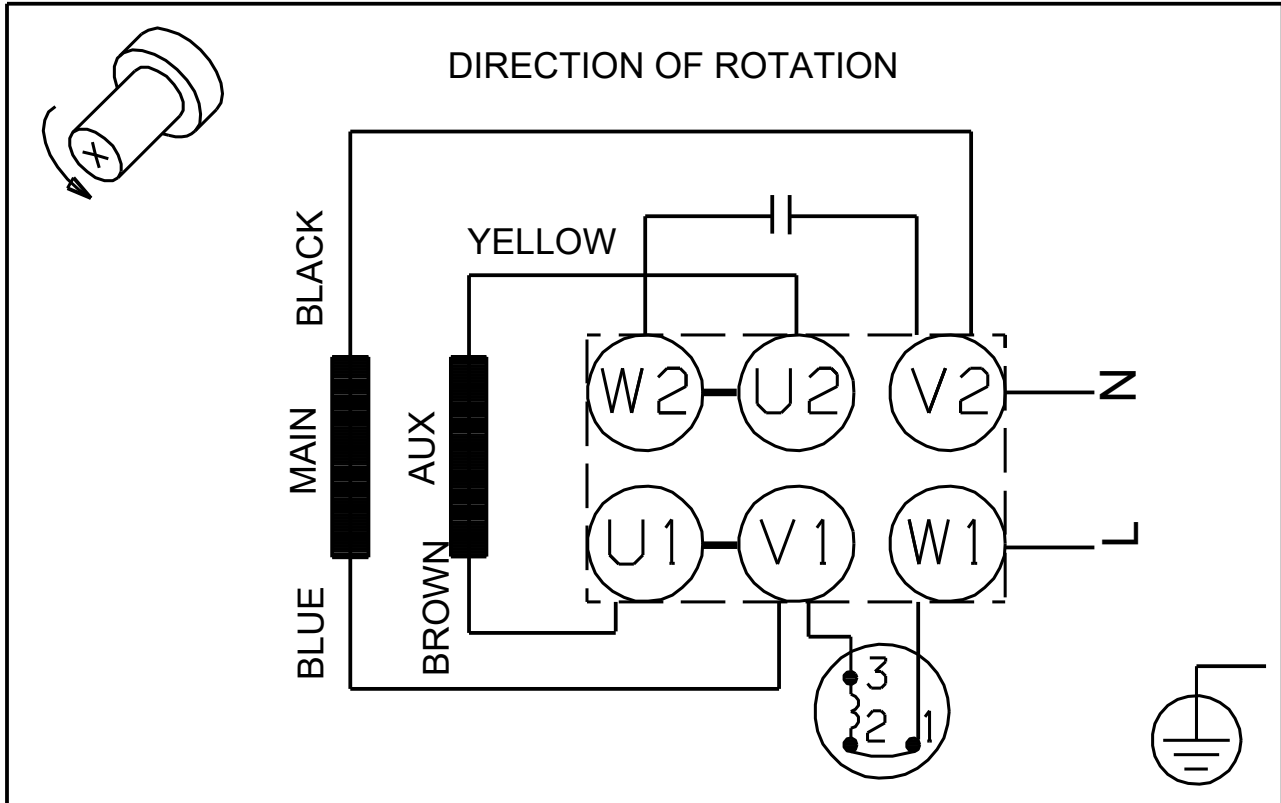 DIRECTION OF ROTATION
BLACK
YELLOW
W2 U2 V2 N
MAIN
AUX
U1 V1 W1 L
BLUE
BROWN
3
2 1